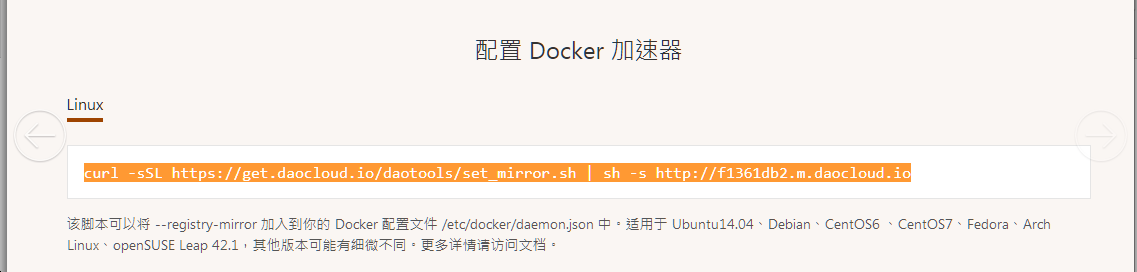 配置 Docker 加速器
Linux
curl -sSL https://get.daocloud.io/daotools/set_mirror.sh | sh -s http://f1361db2.m.daocloud.io
该脚本可以将 --registry-mirror 加入到你的 Docker 配置文件 /etc/docker/daemon.json 中。适用于 Ubuntu14.04、Debian、CentOS6 、CentOS7、Fedora、Arch
Linux、openSUSE Leap 42.1，其他版本可能有细微不同。更多详情请访问文档。